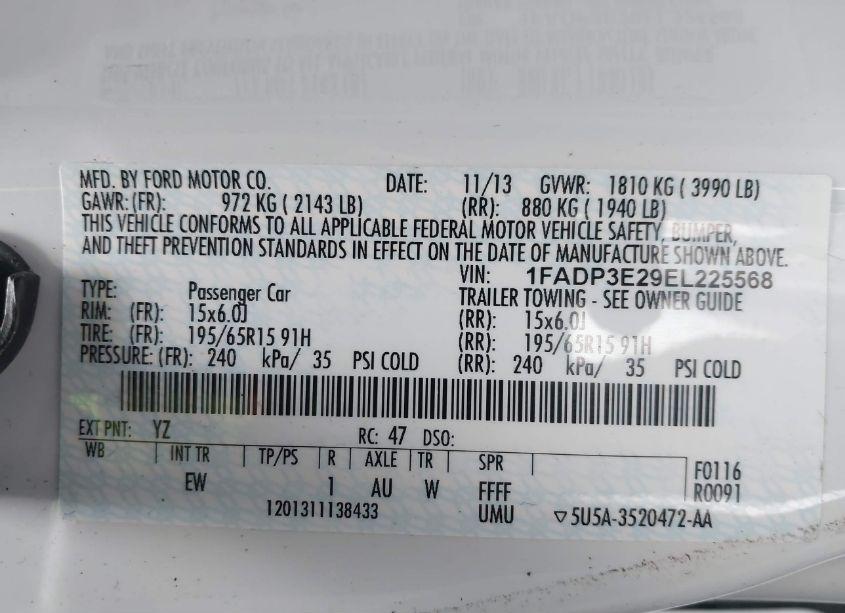 MFD. BY FORD MOTOR CO. DATE: 11/13 GVWR: 1810 KG ( 3990 LB)
GAWR: (FR): 972 KG ( 2143 LB) (RR): 880 KG ( 1940 LB)
THIS VEHICLE CONFORMS TO ALL APPLICABLE FEDERAL MOTOR VEHICLE SAFETY, BUMPER,
AND THEFT PREVENTION STANDARDS IN EFFECT ON THE DATE OF MANUFACTURE SHOWN ABOVE.
VIN: 1FADP3E29EL225568
TYPE: Passenger Car TRAILER TOWING - SEE OWNER GUIDE
RIM: (FR): 15x6.0J (RR): 15x6.0J
TIRE: (FR): 195/65R15 91H (RR): 195/65R15 91H
PRESSURE: (FR): 240 kPa/ 35 PSI COLD (RR): 240 kPa/ 35 PSI COLD
EXT PNT: YZ RC: 47 DSO:
WB INT TR TP/PS R AXLE TR SPR F0116
EW 1 AU W FFFF R0091
1201311138433 UMU ▽5U5A-3520472-AA